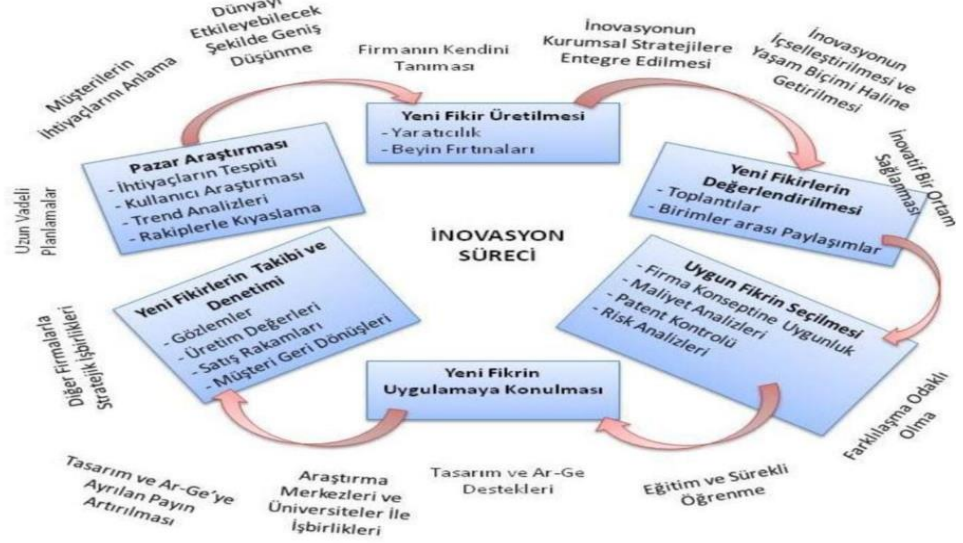 Dünyayı
Etkileyebilecek
Şekilde Geniş
Düşünme
Firmanın Kendini
Tanıması
İnovasyonun
Kurumsal Stratejilere
Entegre Edilmesi
İnovasyonun
İçselleştirilmesi ve
Yaşam Biçimi Haline
Getirilmesi
Müşterilerin
İhtiyaçlarını Anlama
Yeni Fikir Üretilmesi
- Yaratıcılık
- Beyin Fırtınaları
Pazar Araştırması
- İhtiyaçların Tespiti
- Kullanıcı Araştırması
- Trend Analizleri
- Rakiplerle Kıyaslama
Yeni Fikirlerin
Değerlendirilmesi
- Toplantılar
- Birimler arası Paylaşımlar
İnovatif Bir Ortam
Sağlanması
Uzun Vadeli
Planlamalar
İNOVASYON
SÜRECİ
Yeni Fikirlerin Takibi ve
Denetimi
- Gözlemler
- Üretim Değerleri
- Satış Rakamları
- Müşteri Geri Dönüşleri
Uygun Fikrin Seçilmesi
- Firma Konseptine Uygunluk
- Maliyet Analizleri
- Patent Kontrolü
- Risk Analizleri
Diğer Firmalarla
Stratejik İşbirlikleri
Yeni Fikrin
Uygulamaya Konulması
Farklılaşma Odaklı
Olma
Tasarım ve Ar-Ge'ye
Ayrılan Payın
Artırılması
Araştırma
Merkezleri ve
Üniversiteler İle
İşbirlikleri
Tasarım ve Ar-Ge
Destekleri
Eğitim ve Sürekli
Öğrenme